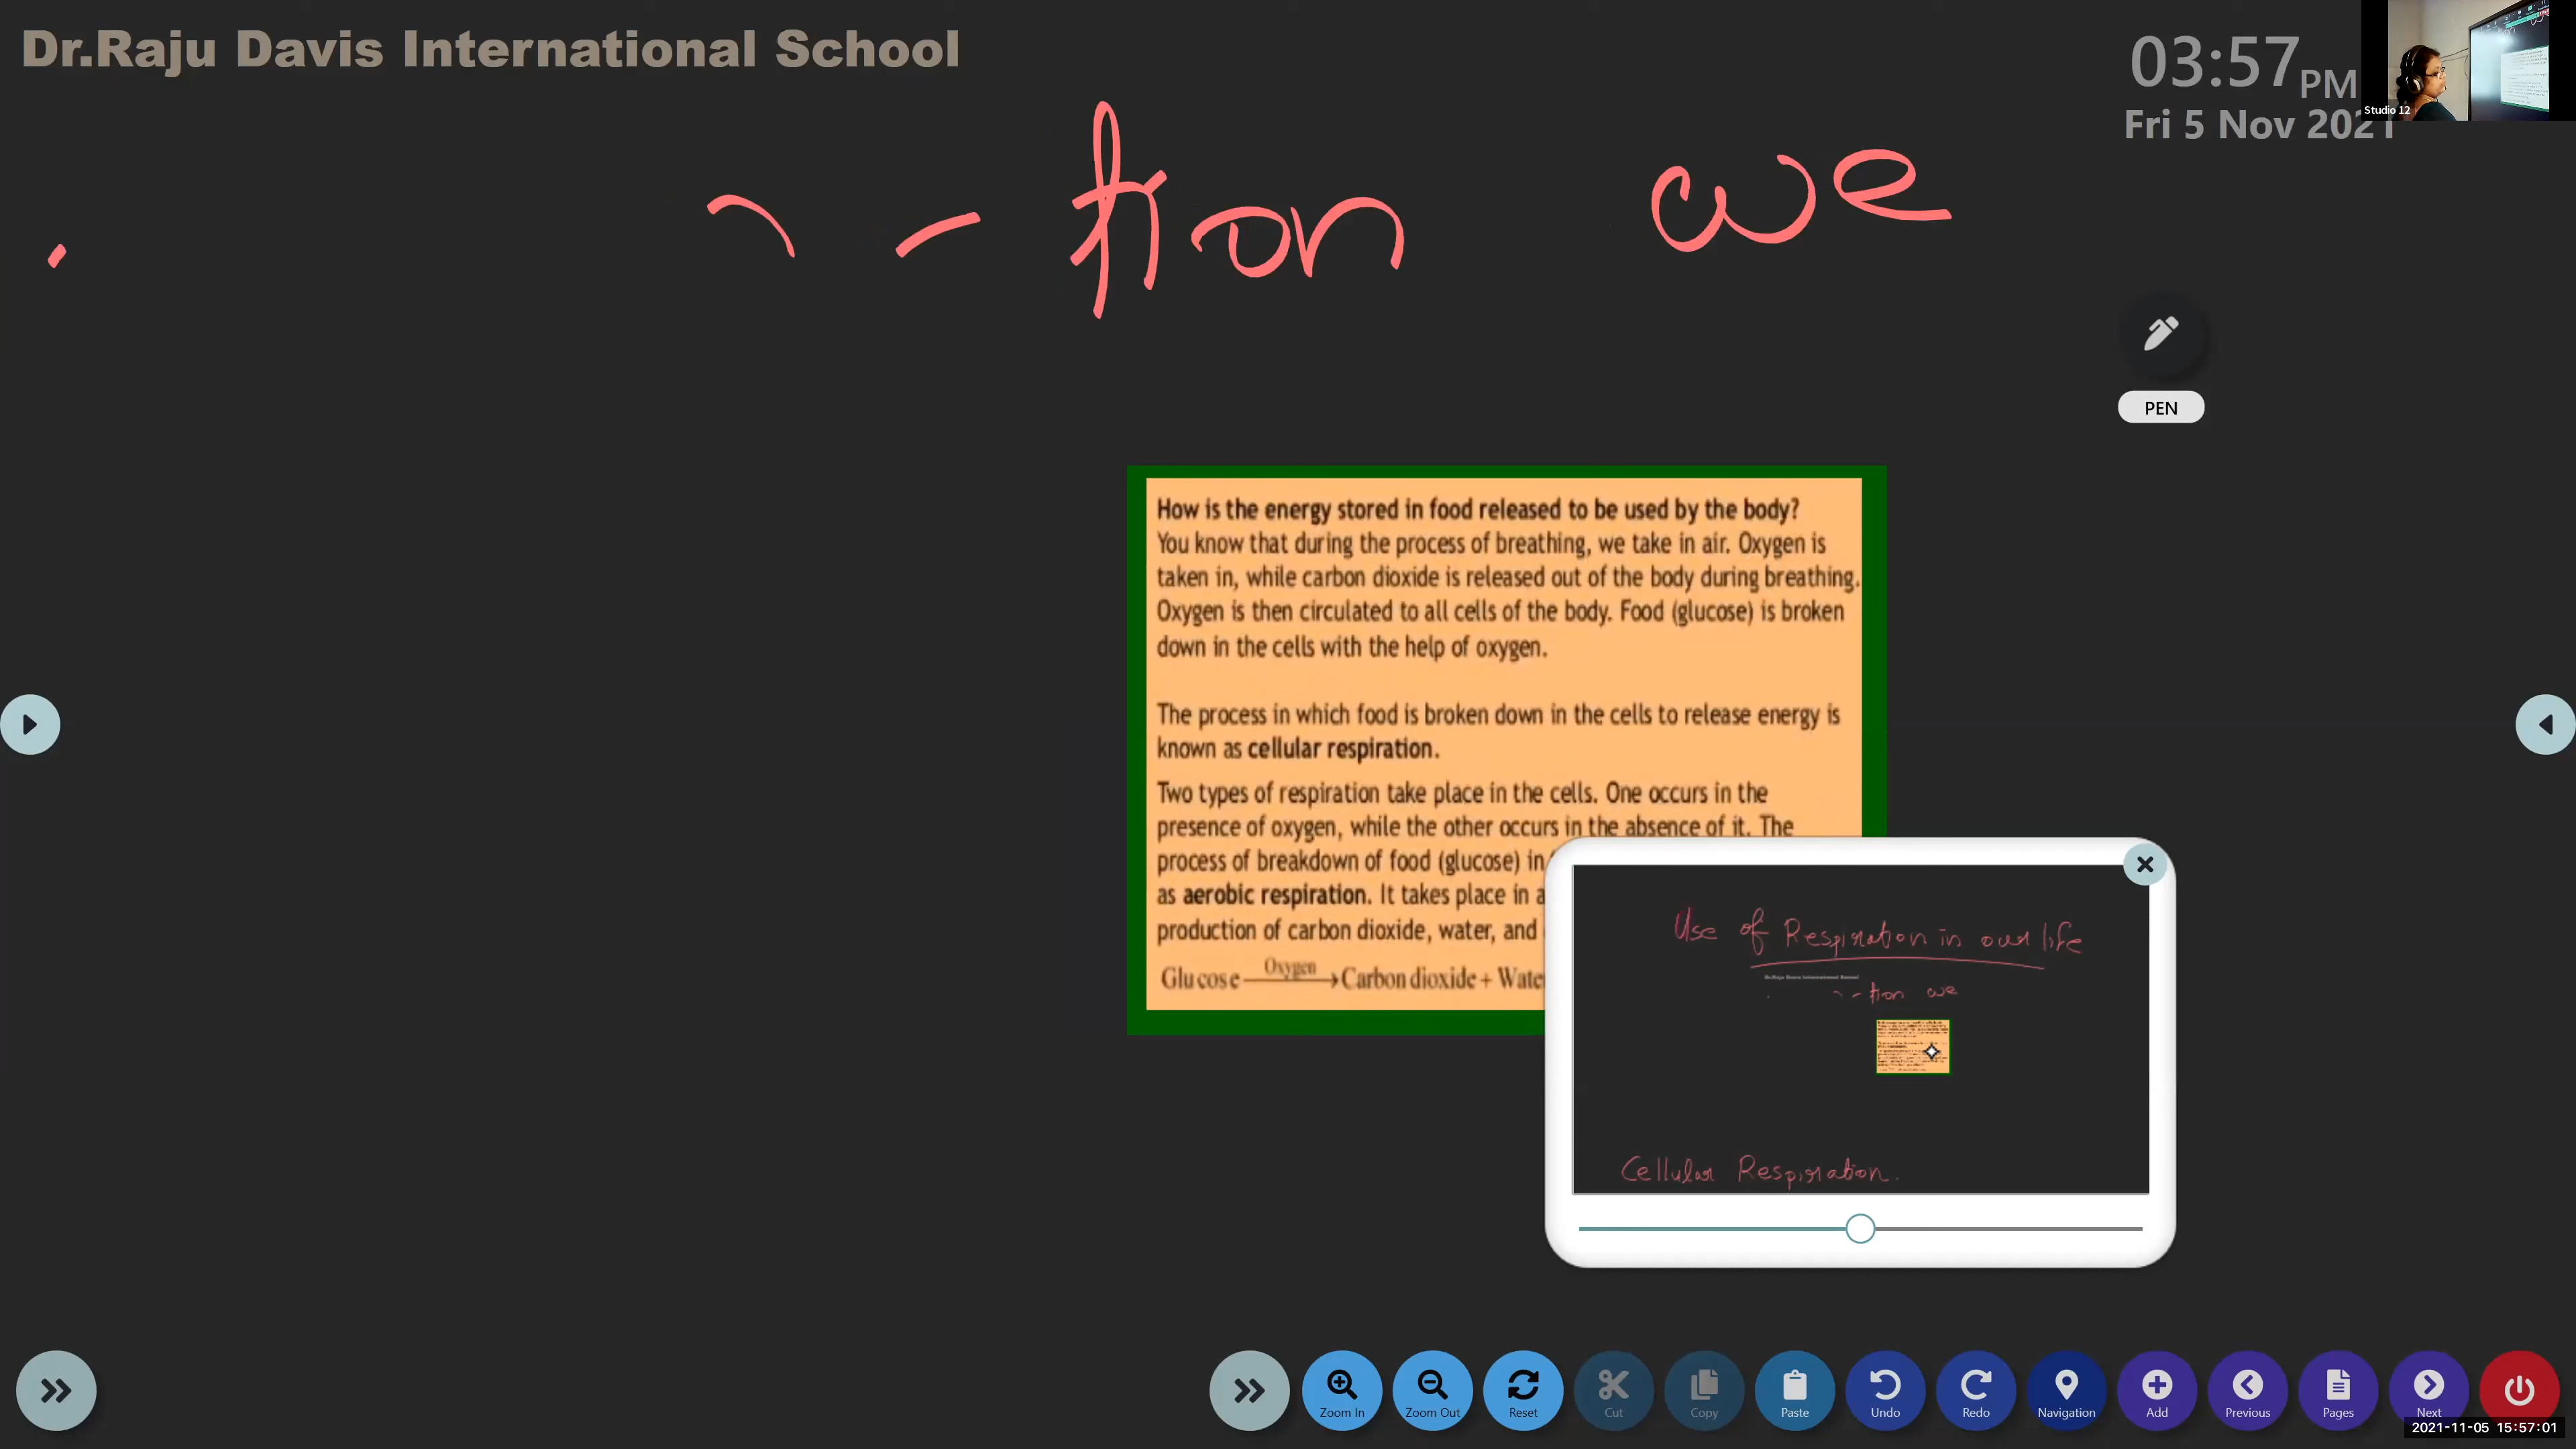 Dr.Raju Davis International School
03:57 PM
Fri 5 Nov 2021
Studio 12
tion we
PEN
How is the energy stored in food released to be used by the body?
You know that during the process of breathing, we take in air. Oxygen is
taken in, while carbon dioxide is released out of the body during breathing.
Oxygen is then circulated to all cells of the body. Food (glucose) is broken
down in the cells with the help of oxygen.
The process in which food is broken down in the cells to release energy is
known as cellular respiration.
Two types of respiration take place in the cells. One occurs in the
presence of oxygen, while the other occurs in the absence of it. The
process of breakdown of food (glucose) in
as aerobic respiration. It takes place in a
production of carbon dioxide, water, and
Glucose Oxygen → Carbon dioxide + Wate
Use of Respiration in our life
Dr.Raju Davis International School
tion we
Cellular Respiration.
Zoom In Zoom Out Reset Cut Copy Paste Undo Redo Navigation Add Previous Pages Next
2021-11-05 15:57:01